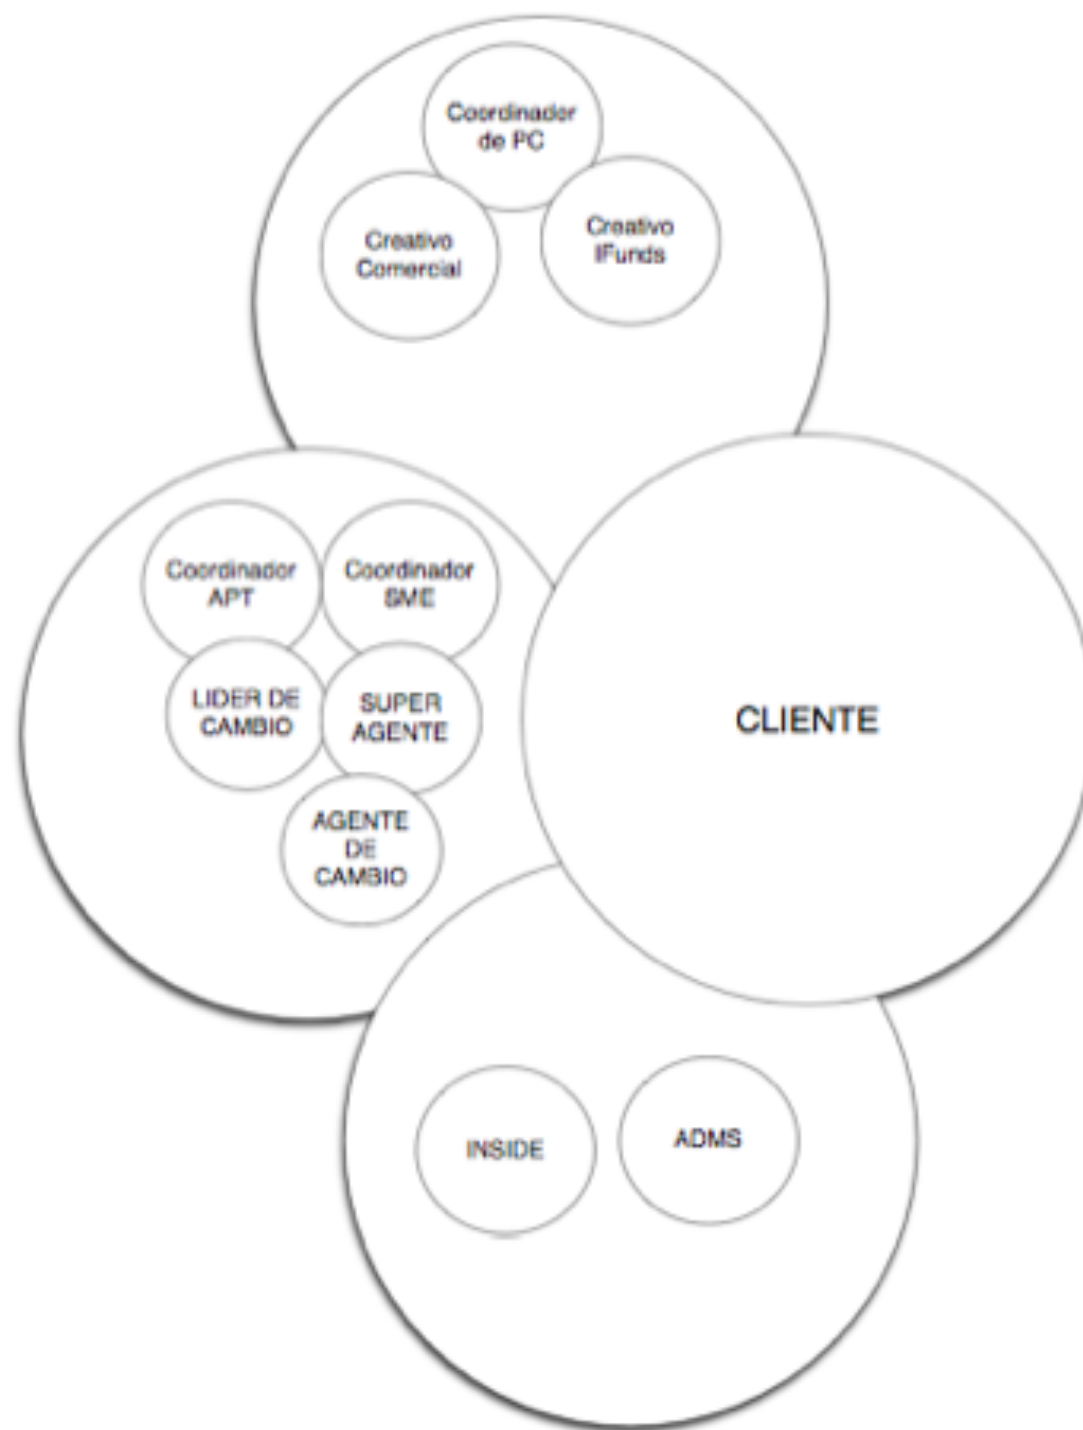 Coordinador
de PC
Creativo
Comercial
Creativo
IFunds
Coordinador
APT
Coordinador
SME
LIDER DE
CAMBIO
SUPER
AGENTE
AGENTE
DE
CAMBIO
CLIENTE
INSIDE
ADMS